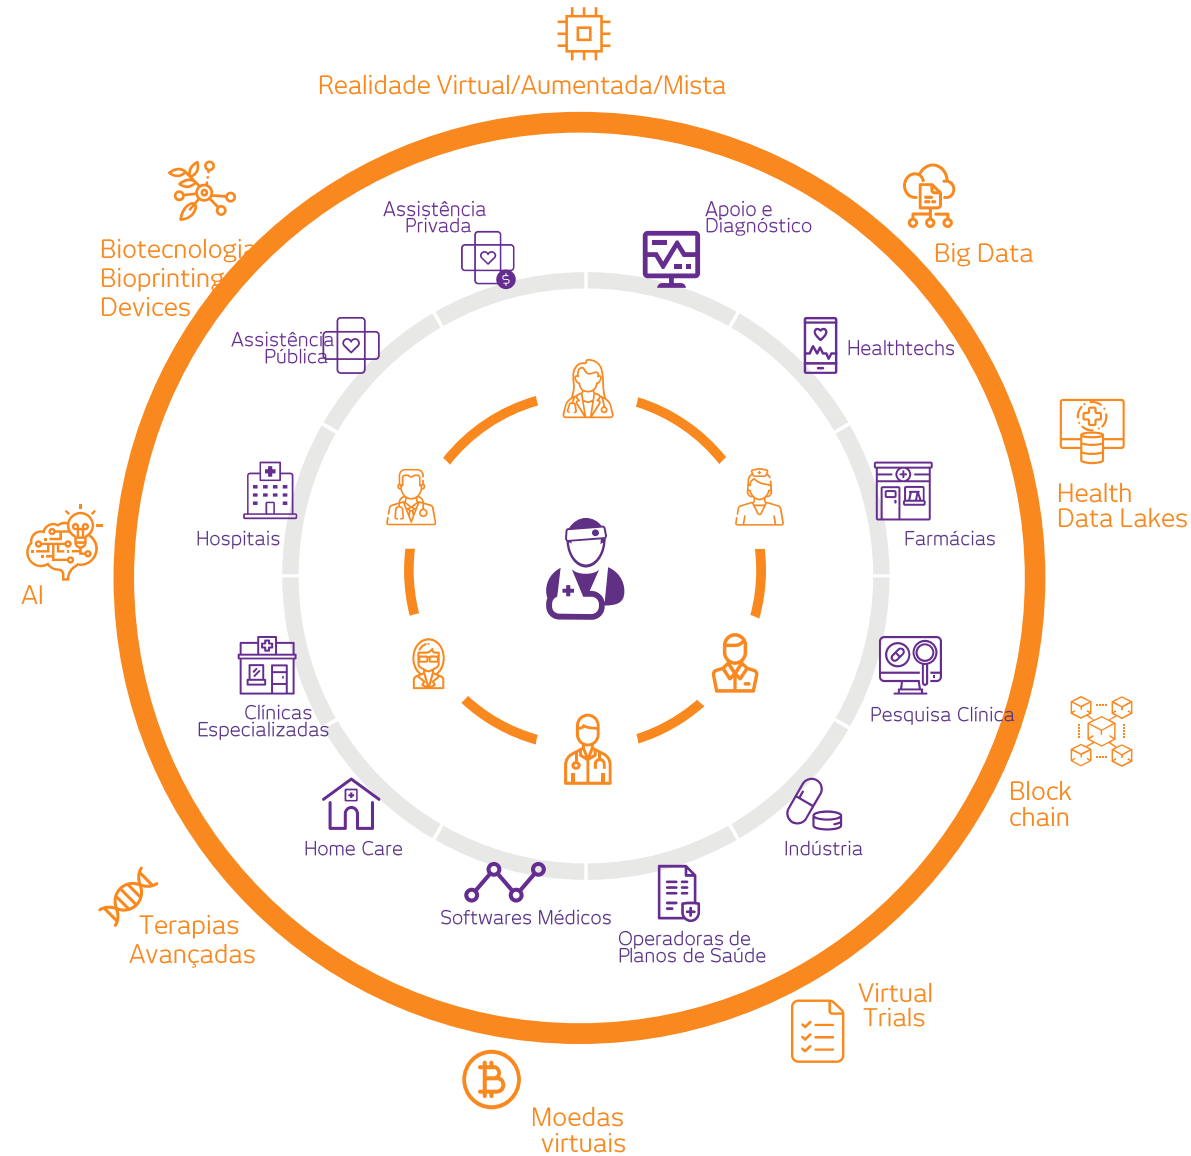 Realidade Virtual/Aumentada/Mista
Assistência
Privada
Apoio e
Diagnóstico
Big Data
Biotecnologia
Bioprinting
Devices
Assistência
Pública
Healthtechs
Health
Data Lakes
Hospitais
Farmácias
AI
Clínicas
Especializadas
Pesquisa Clínica
Block
chain
Home Care
Indústria
Softwares Médicos
Operadoras de
Planos de Saúde
Terapias
Avançadas
Virtual
Trials
Moedas
virtuais